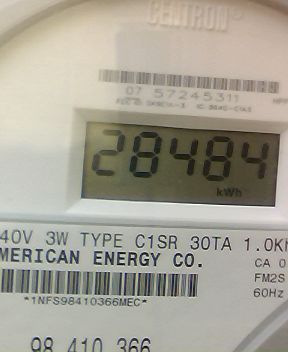 CENTRON®
07 57245311
28484
kWh
40V 3W TYPE C1SR 30TA 1.0K
MERICAN ENERGY CO.
CA 0
FM2S
60Hz
*1NFS98410366MEC*
98 410 366